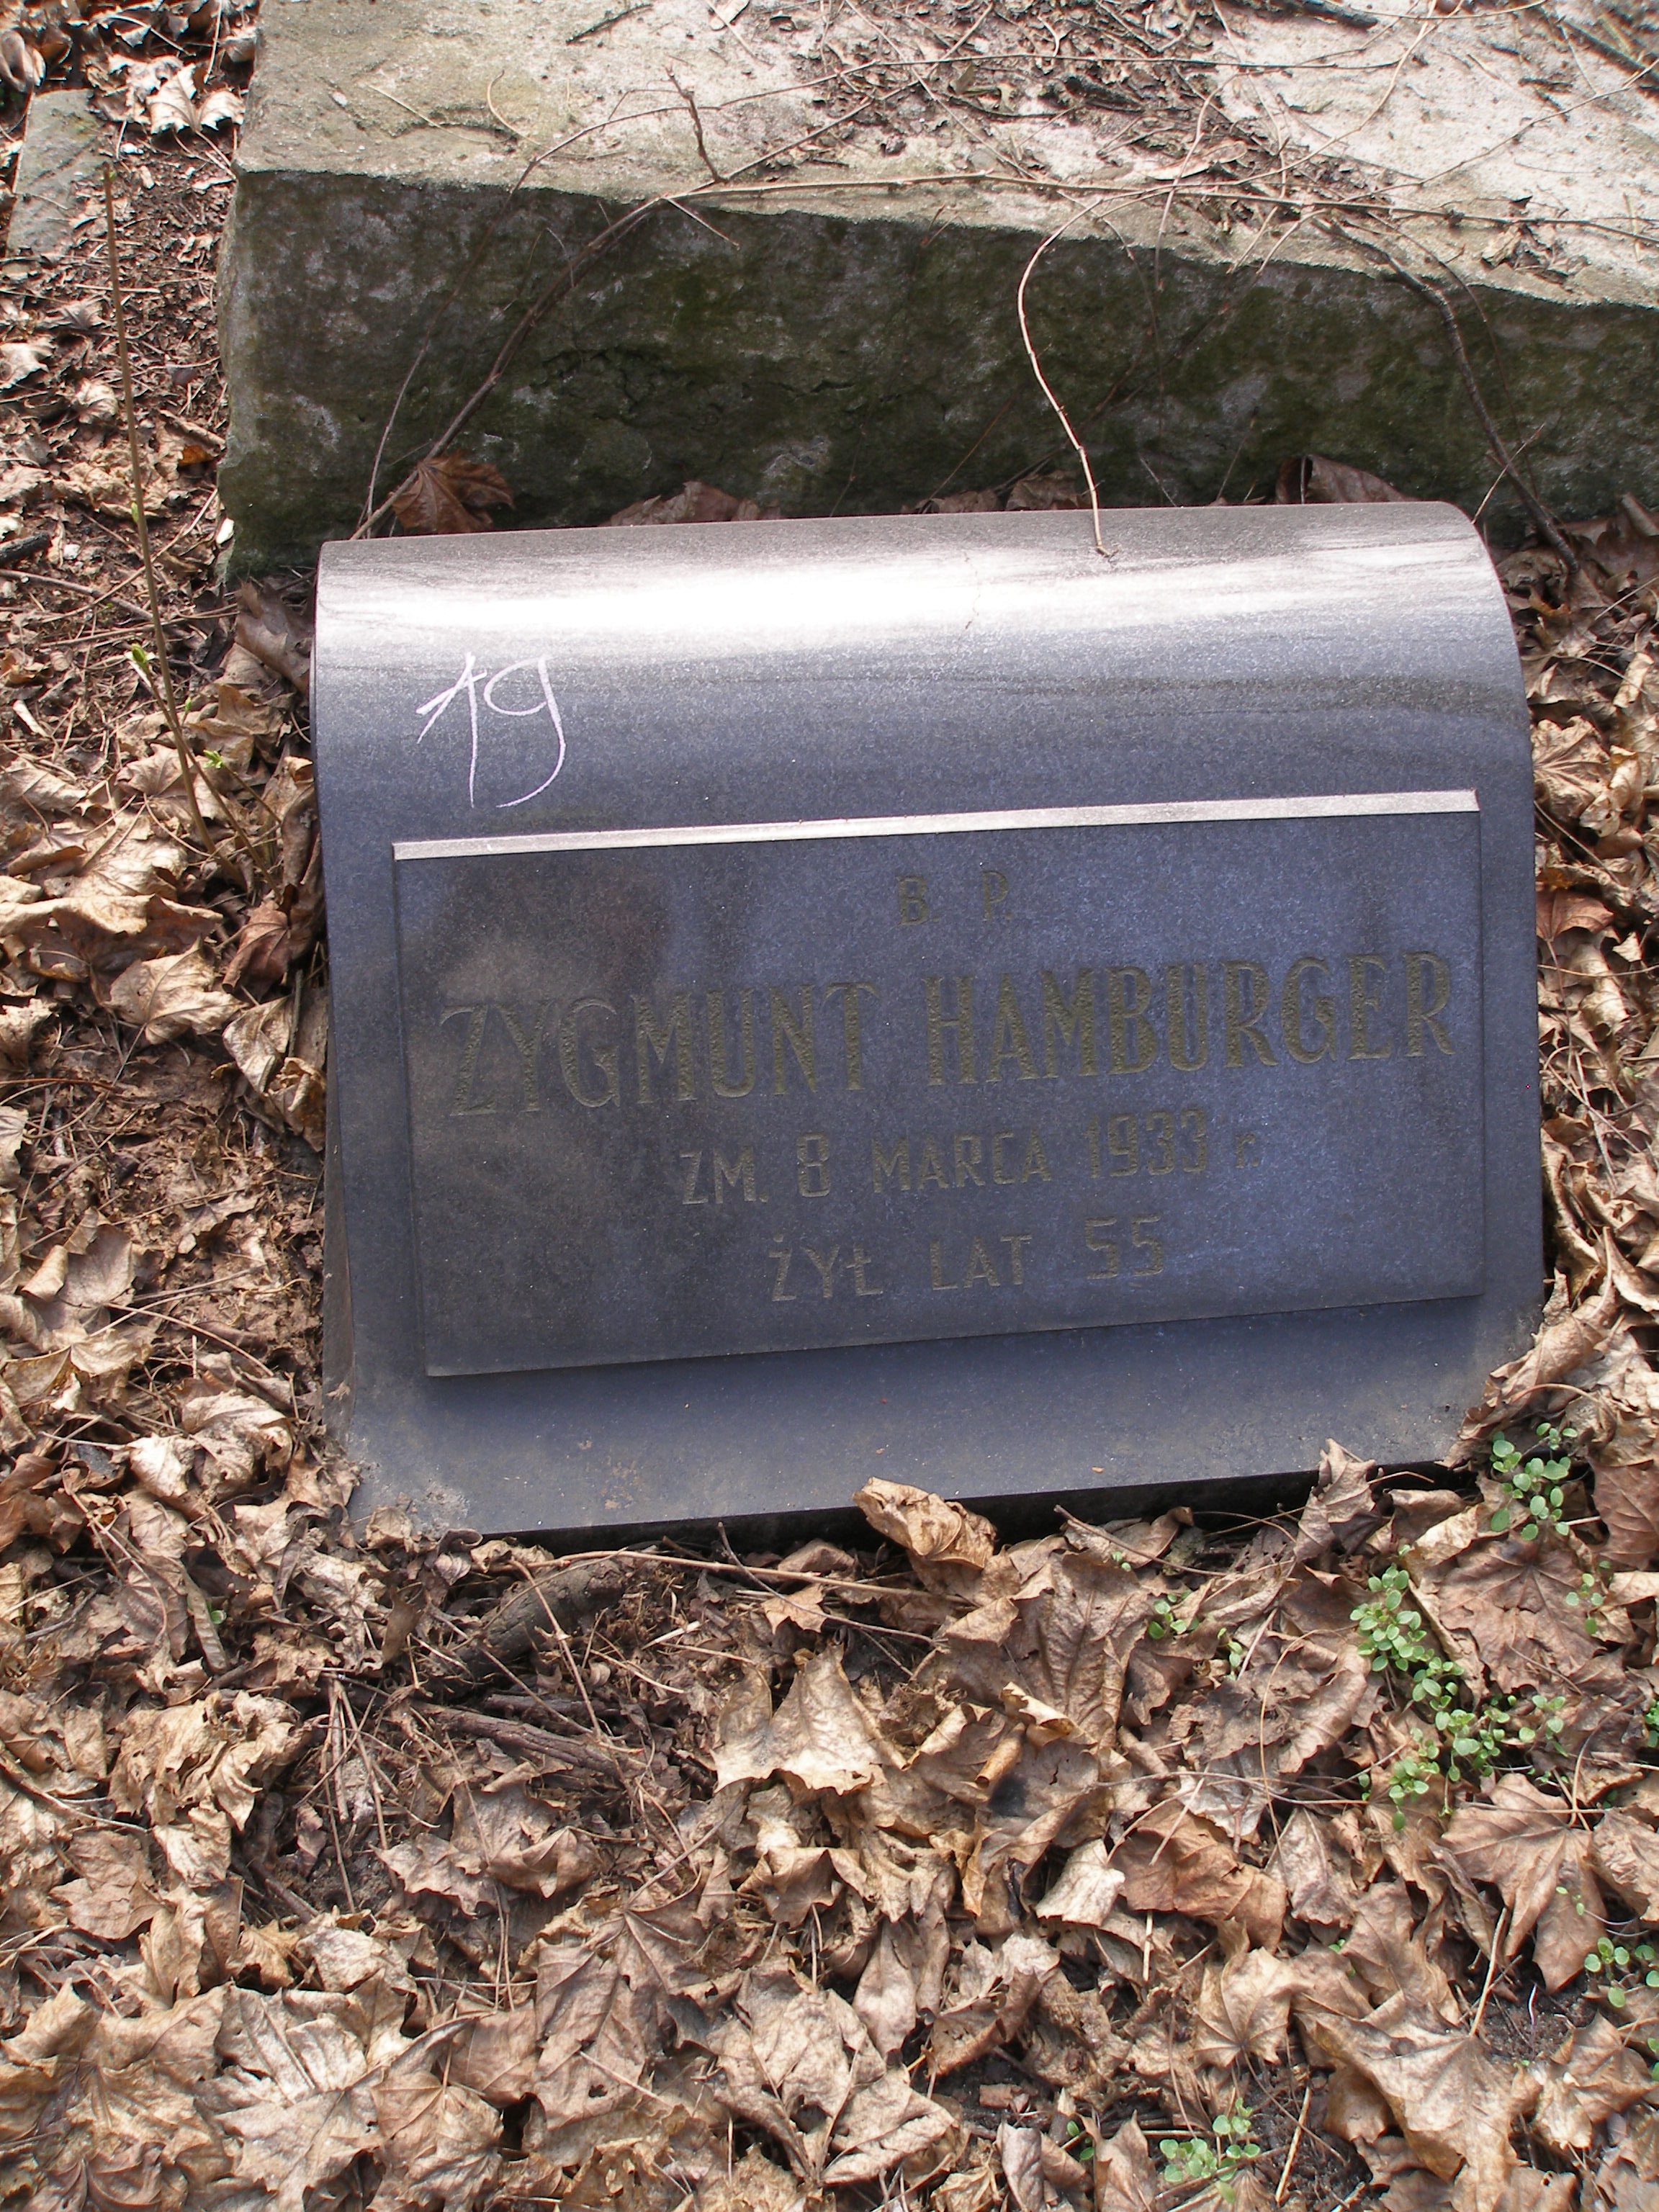 19
B. P.
ZYGMUNT HAMBURGER
ZM. 8 MARCA 1933 r.
ŻYŁ LAT 55